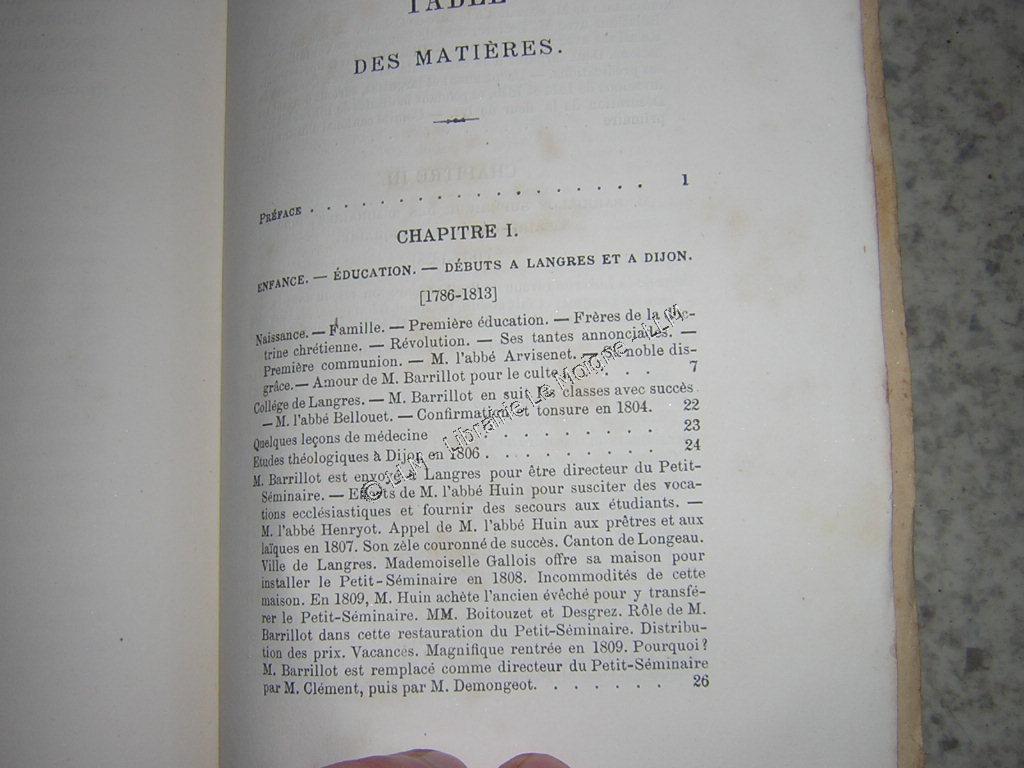 TABLE
DES MATIÈRES.
PRÉFACE . . . . . . . . . . . . . . . . . 1
CHAPITRE I.
ENFANCE. — ÉDUCATION. — DÉBUTS A LANGRES ET A DIJON.
[1786-1813]
Naissance. — Famille. — Première éducation. — Frères de la Doc-
trine chrétienne. — Révolution. — Ses tantes annonciades. —
Première communion. — M. l'abbé Arvisenet. — Sa noble dis-
grâce. — Amour de M. Barrillot pour le culte . . . . . 7
Collége de Langres. — M. Barrillot en suit les classes avec succès
— M. l'abbé Bellouet. — Confirmation et tonsure en 1804. 22
Quelques leçons de médecine . . . . . . . . . 23
Etudes théologiques à Dijon en 1806 . . . . . . . . 24
M. Barrillot est envoyé à Langres pour être directeur du Petit-
Séminaire. — Efforts de M. l'abbé Huin pour susciter des voca-
tions ecclésiastiques et fournir des secours aux étudiants. —
M. l'abbé Henryot. Appel de M. l'abbé Huin aux prêtres et aux
laïques en 1807. Son zèle couronné de succès. Canton de Longeau.
Ville de Langres. Mademoiselle Gallois offre sa maison pour
installer le Petit-Séminaire en 1808. Incommodités de cette
maison. En 1809, M. Huin achète l'ancien évêché pour y transfé-
rer le Petit-Séminaire. MM. Boitouzet et Desgrez. Rôle de M.
Barrillot dans cette restauration du Petit-Séminaire. Distribu-
tion des prix. Vacances. Magnifique rentrée en 1809. Pourquoi?
M. Barrillot est remplacé comme directeur du Petit-Séminaire
par M. Clément, puis par M. Demongeot. . . . . . . 26
© MLM Librairie Le Moigne, MLM